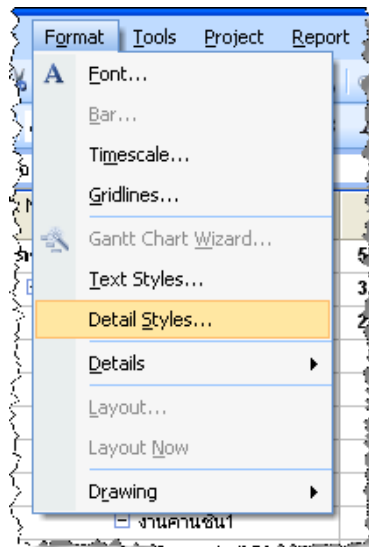 Format Tools Project Report
Font...
Bar...
Timescale...
Gridlines...
Gantt Chart Wizard...
Text Styles...
Detail Styles...
Details
Layout...
Layout Now
Drawing
งานคานชั้น1